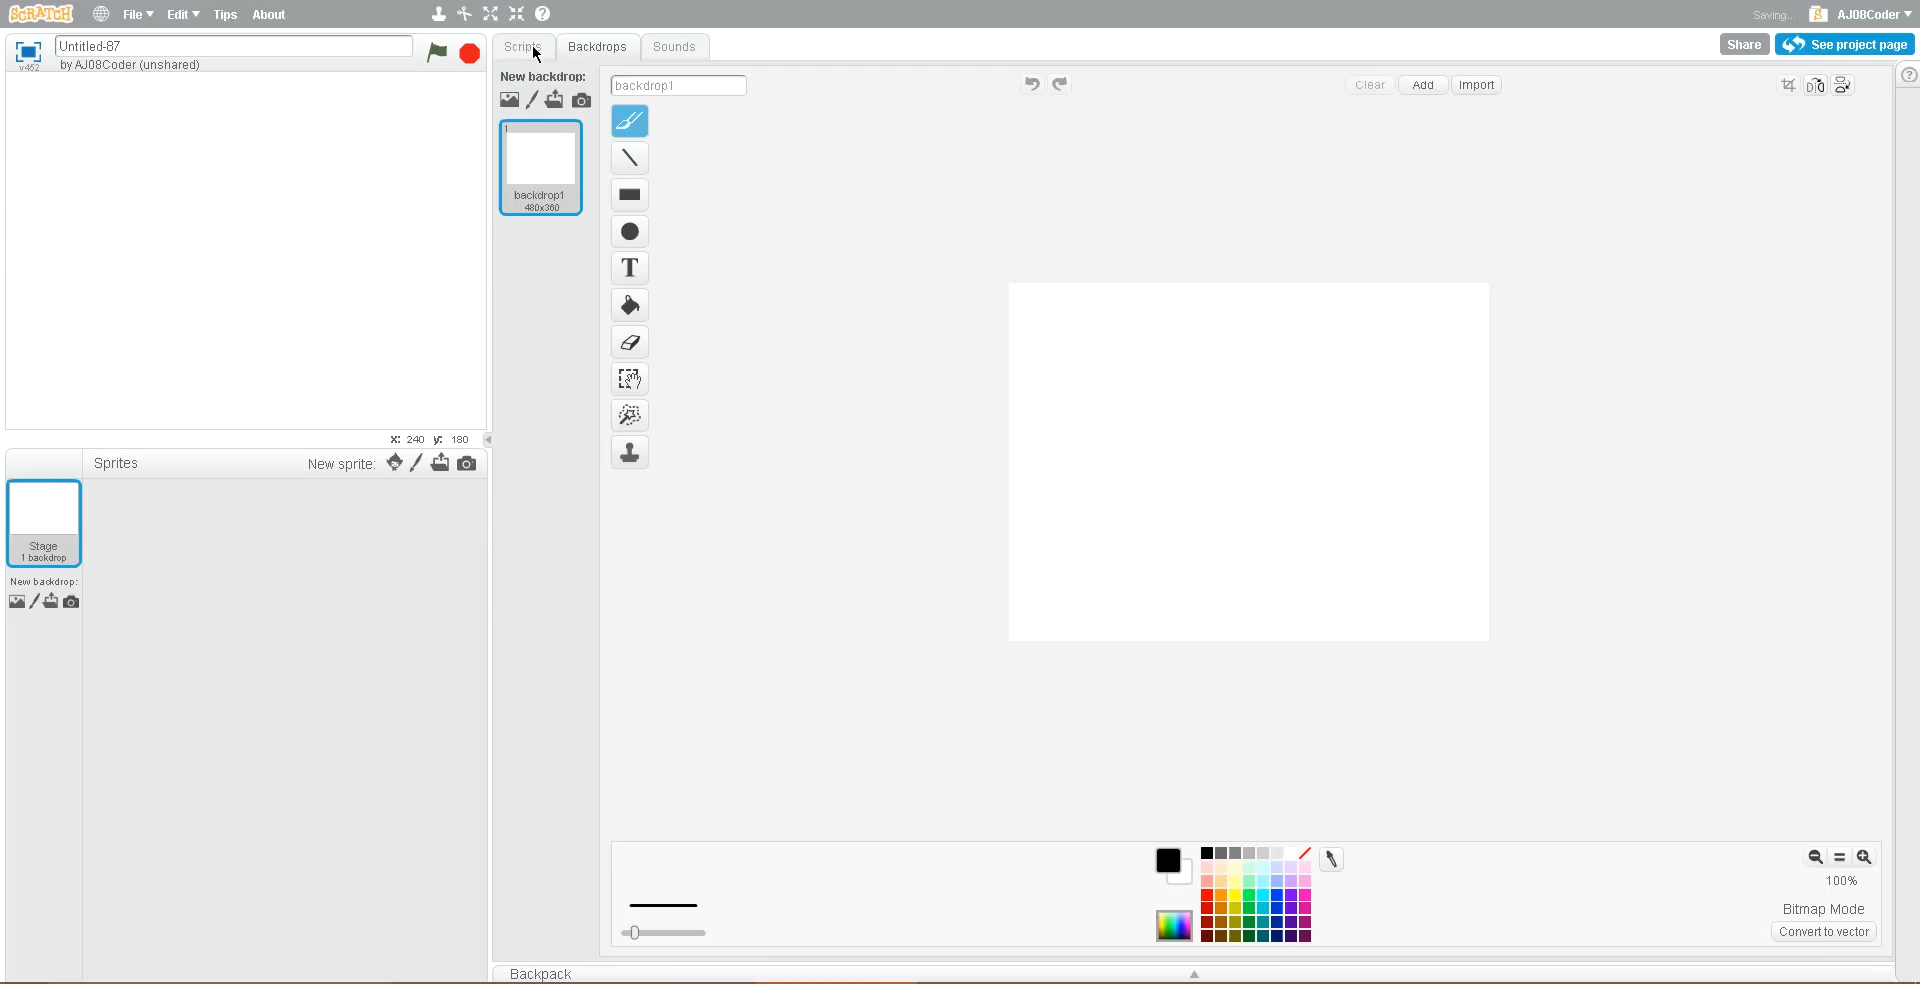 SCRATCH File Edit Tips About Saving... AJ08Coder
Untitled-87
by AJ08Coder (unshared)
v452
Scripts Backdrops Sounds
Share See project page
New backdrop:
backdrop1
Clear Add Import
1
backdrop1
480x360
T
x: 240 y: 180
Sprites New sprite:
Stage
1 backdrop
New backdrop:
100%
Bitmap Mode
Convert to vector
Backpack